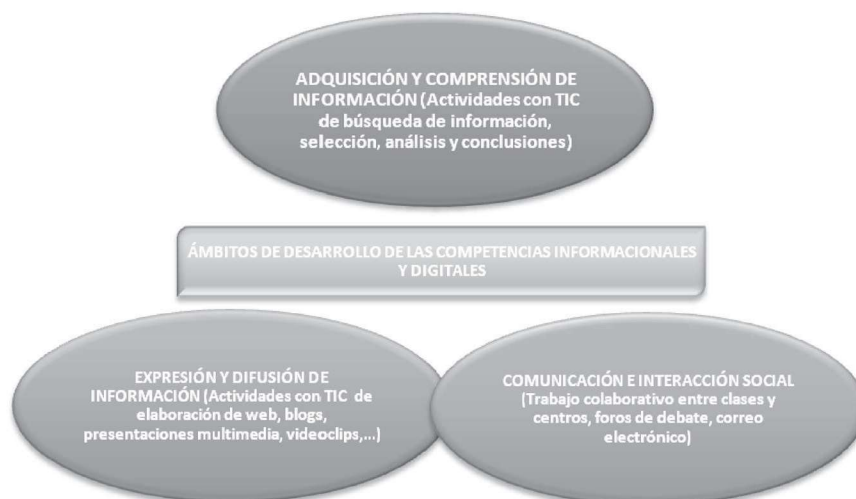 ADQUISICIÓN Y COMPRENSIÓN DE
INFORMACIÓN (Actividades con TIC
de búsqueda de información,
selección, análisis y conclusiones)
ÁMBITOS DE DESARROLLO DE LAS COMPETENCIAS INFORMACIONALES
Y DIGITALES
EXPRESIÓN Y DIFUSIÓN DE
INFORMACIÓN (Actividades con TIC de
elaboración de web, blogs,
presentaciones multimedia, videoclips,...)
COMUNICACIÓN E INTERACCIÓN SOCIAL
(Trabajo colaborativo entre clases y
centros, foros de debate, correo
electrónico)